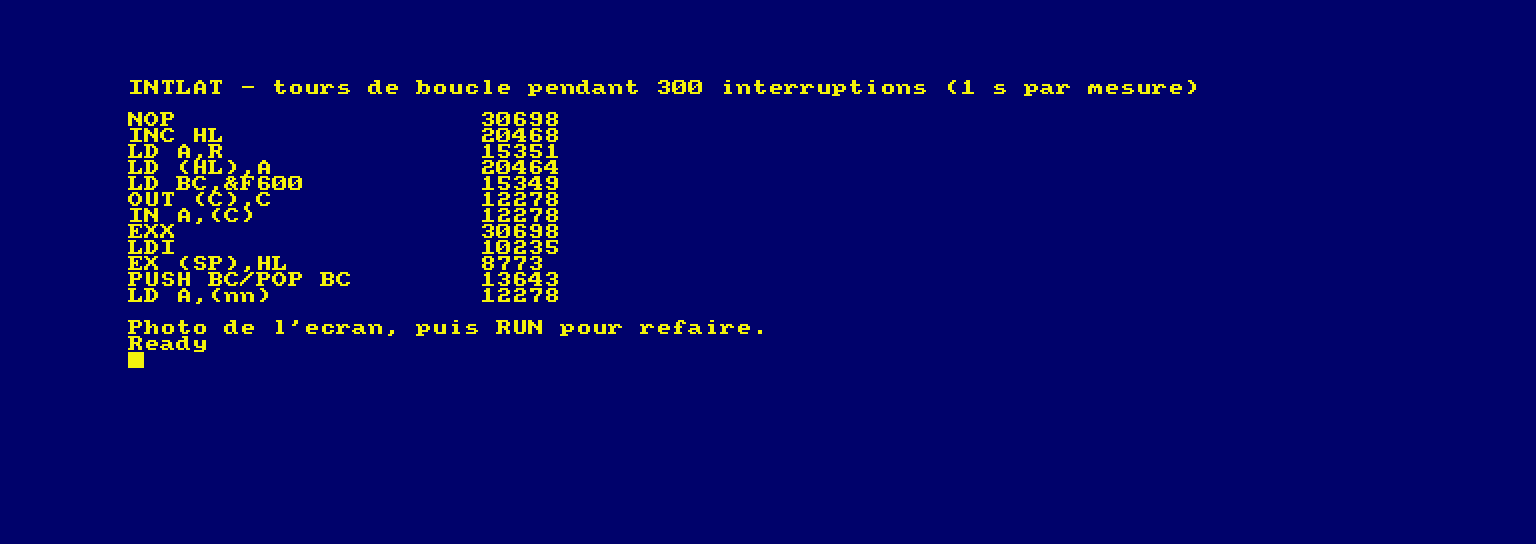 INTLAT - tours de boucle pendant 300 interruptions (1 s par mesure)
NOP 30698
INC HL 20468
LD A,R 15351
LD (HL),A 20464
LD BC,&F600 15349
OUT (C),C 12278
IN A,(C) 12278
EXX 30698
LDI 10235
EX (SP),HL 8773
PUSH BC/POP BC 13643
LD A,(nn) 12278
Photo de l'ecran, puis RUN pour refaire.
Ready